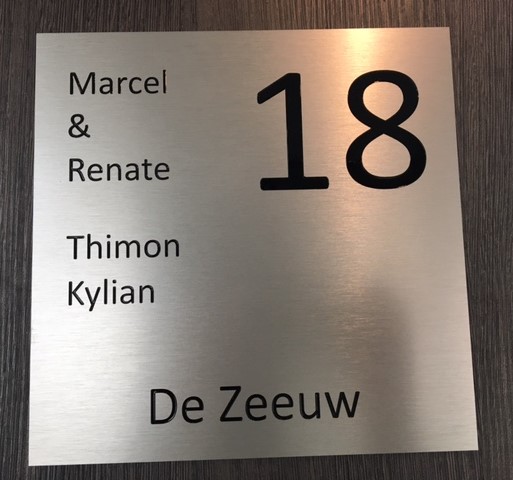 Marcel
&
Renate
18
Thimon
Kylian
De Zeeuw